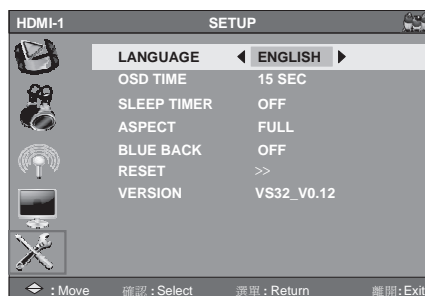 HDMI-1 SETUP
LANGUAGE ENGLISH
OSD TIME 15 SEC
SLEEP TIMER OFF
ASPECT FULL
BLUE BACK OFF
RESET >>
VERSION VS32_V0.12
: Move 確認 : Select 選單 : Return 離開 : Exit